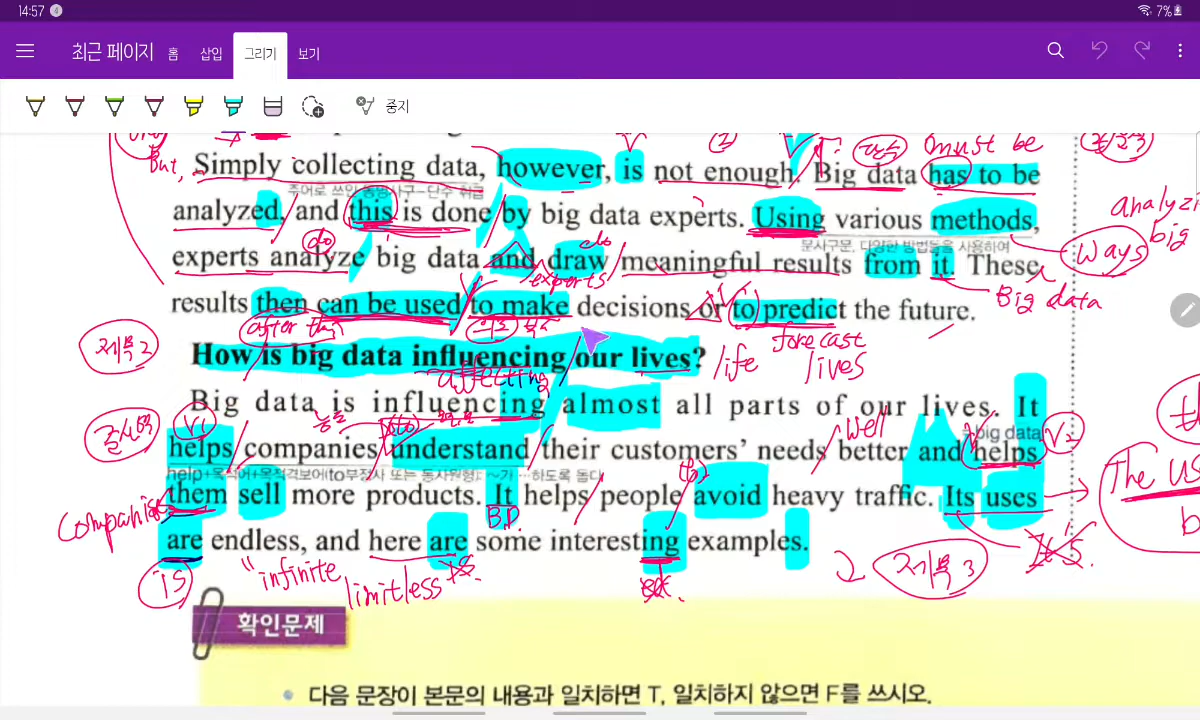 14:57 7%
최근 페이지 홈 삽입 그리기 보기
중지
but, 단수 must be
Simply collecting data, however, is not enough. Big data has to be
주어로 쓰인 동명사구-단수 취급
analyzed, and this is done by big data experts. Using various methods,
do 분사구문. 다양한 방법들을 사용하여 ways
experts analyze big data and draw meaningful results from it. These
experts Big data
results then can be used to make decisions or to predict the future.
제목2 after that forecast
How is big data influencing our lives? life lives
affecting
Big data is influencing almost all parts of our lives. It
V1 (to) well big data V2
helps companies understand their customers' needs better and helps
help+목적어+목적격보어(to부정사 또는 동사원형): ~가 …하도록 돕다
(to)
them sell more products. It helps people avoid heavy traffic. Its uses
companies B.D
are endless, and here are some interesting examples.
is "infinite limitless ed. 제목3 It's
확인문제
다음 문장이 본문의 내용과 일치하면 T, 일치하지 않으면 F를 쓰시오.